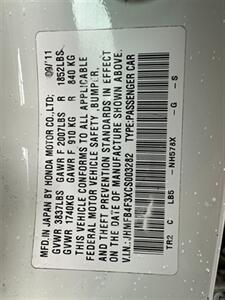 MFD. IN JAPAN BY HONDA MOTOR CO.,LTD. 09/11
GVWR 3837LBS GAWR F 2007LBS R 1852LBS
GVWR 1740KG GAWR F 910KG R 840KG
THIS VEHICLE CONFORMS TO ALL APPLICABLE
FEDERAL MOTOR VEHICLE SAFETY ,BUMPER,
AND THEFT PREVENTION STANDARDS IN EFFECT
ON THE DATE OF MANUFACTURE SHOWN ABOVE.
V.I.N.:JHMFB4F3XCS003282 TYPE:PASSENGER CAR
TR2 C LB5 -NH578X -G -S